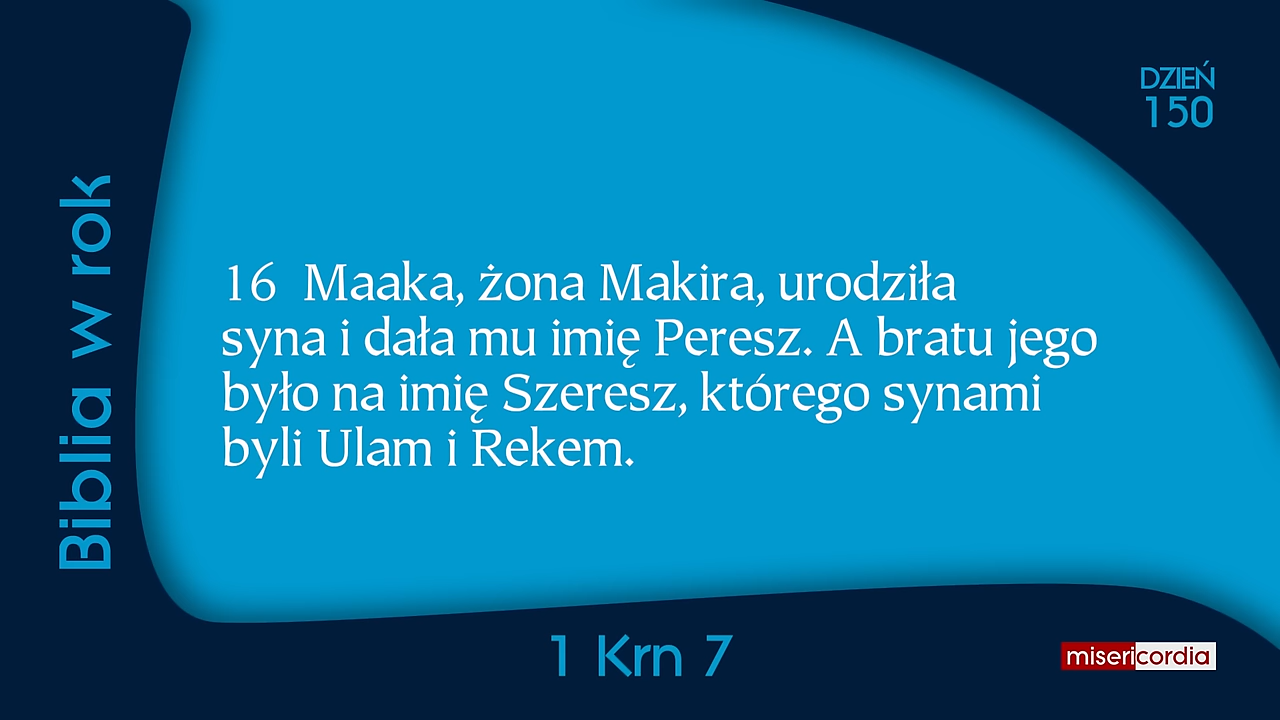 DZIEŃ
150
Biblia w rok
16 Maaka, żona Makira, urodziła
syna i dała mu imię Peresz. A bratu jego
było na imię Szeresz, którego synami
byli Ulam i Rekem.
1 Krn 7
misericordia